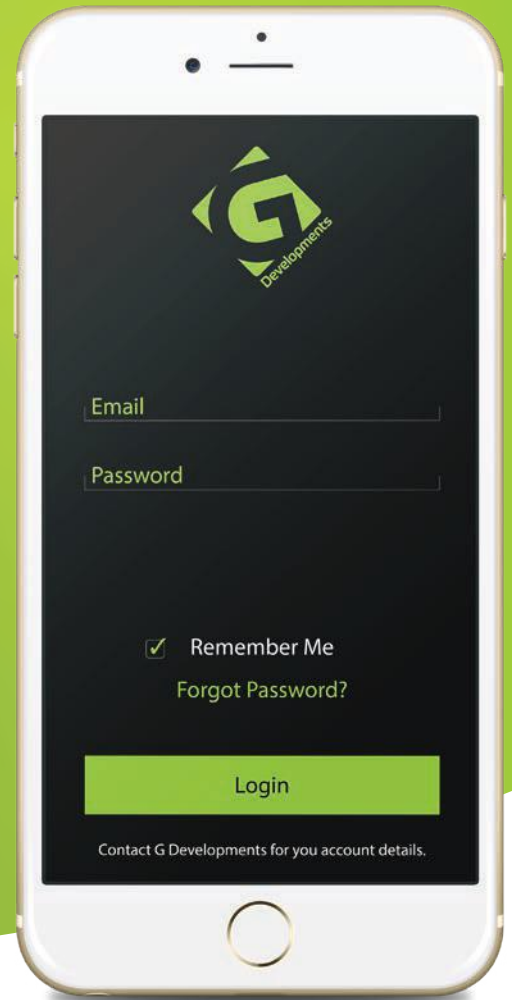 G
Developments
Email
Password
Remember Me
Forgot Password?
Login
Contact G Developments for you account details.